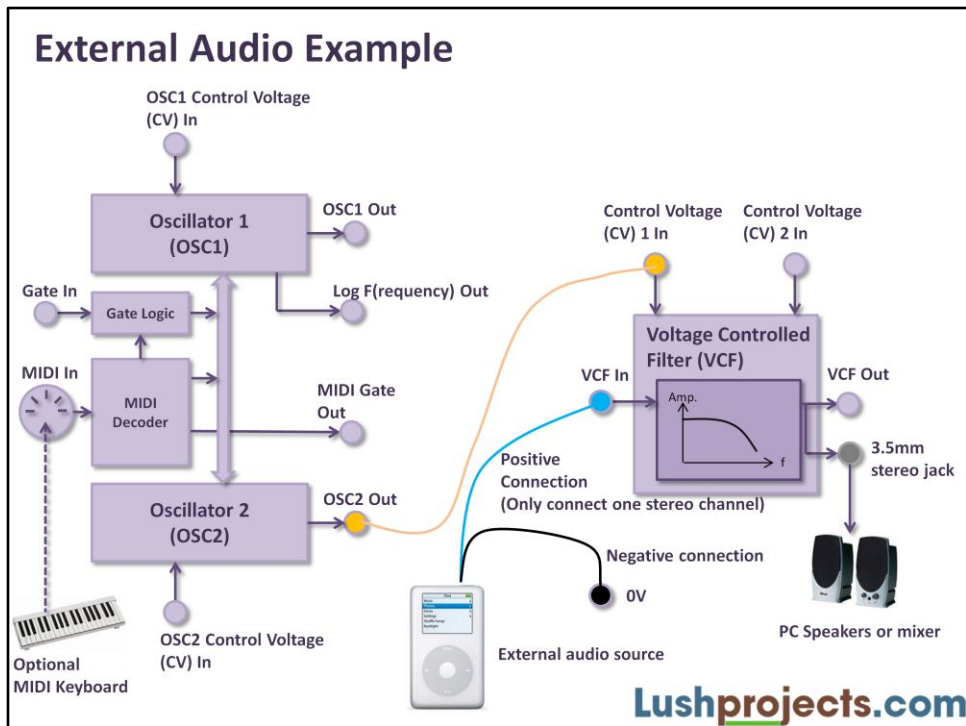 External Audio Example
OSC1 Control Voltage
(CV) In
Oscillator 1
(OSC1)
OSC1 Out
Control Voltage
(CV) 1 In
Control Voltage
(CV) 2 In
Gate In
Gate Logic
Log F(requency) Out
Voltage Controlled
Filter (VCF)
MIDI In
MIDI
Decoder
MIDI Gate
Out
VCF In
Amp.
f
VCF Out
3.5mm
stereo jack
Positive
Connection
(Only connect one stereo channel)
Oscillator 2
(OSC2)
OSC2 Out
Negative connection
0V
OSC2 Control Voltage
(CV) In
Optional
MIDI Keyboard
External audio source
PC Speakers or mixer
Lushprojects.com